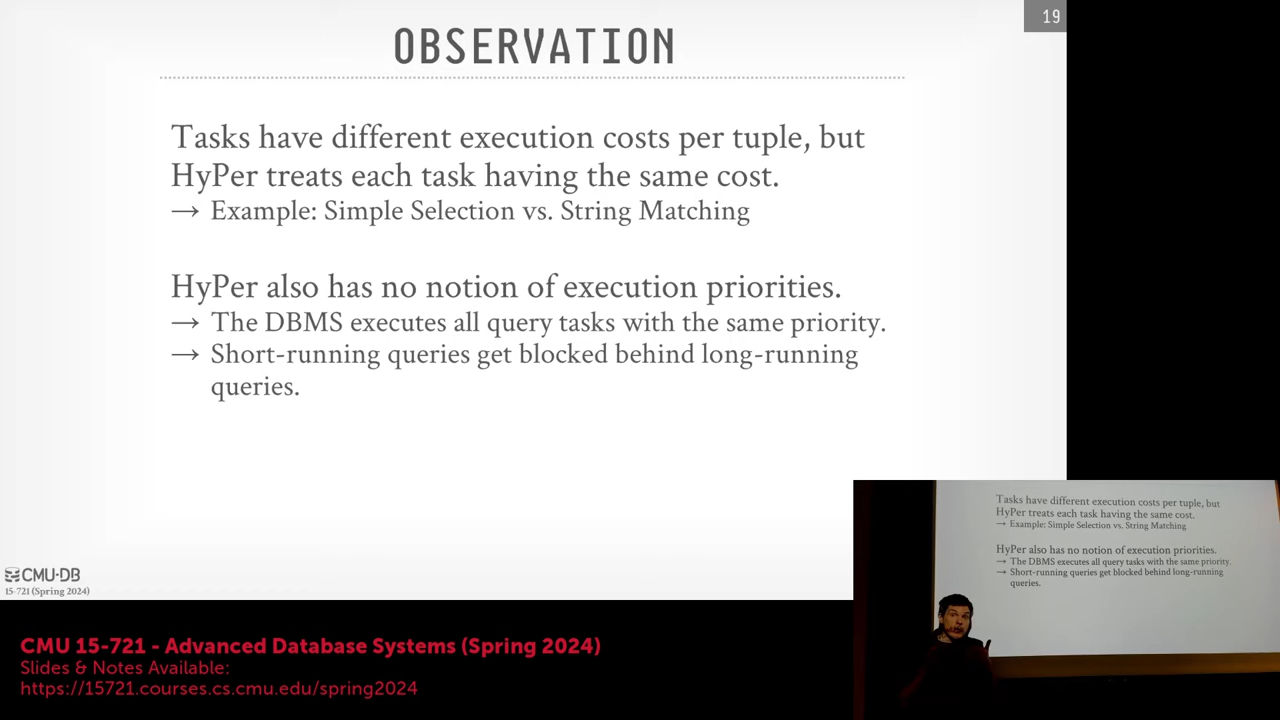 19
OBSERVATION
Tasks have different execution costs per tuple, but
HyPer treats each task having the same cost.
→ Example: Simple Selection vs. String Matching
HyPer also has no notion of execution priorities.
→ The DBMS executes all query tasks with the same priority.
→ Short-running queries get blocked behind long-running
queries.
CMU·DB
15-721 (Spring 2024)
Tasks have different execution costs per tuple, but
HyPer treats each task having the same cost.
→ Example: Simple Selection vs. String Matching
HyPer also has no notion of execution priorities.
→ The DBMS executes all query tasks with the same priority.
→ Short-running queries get blocked behind long-running
queries.
CMU 15-721 - Advanced Database Systems (Spring 2024)
Slides & Notes Available:
https://15721.courses.cs.cmu.edu/spring2024